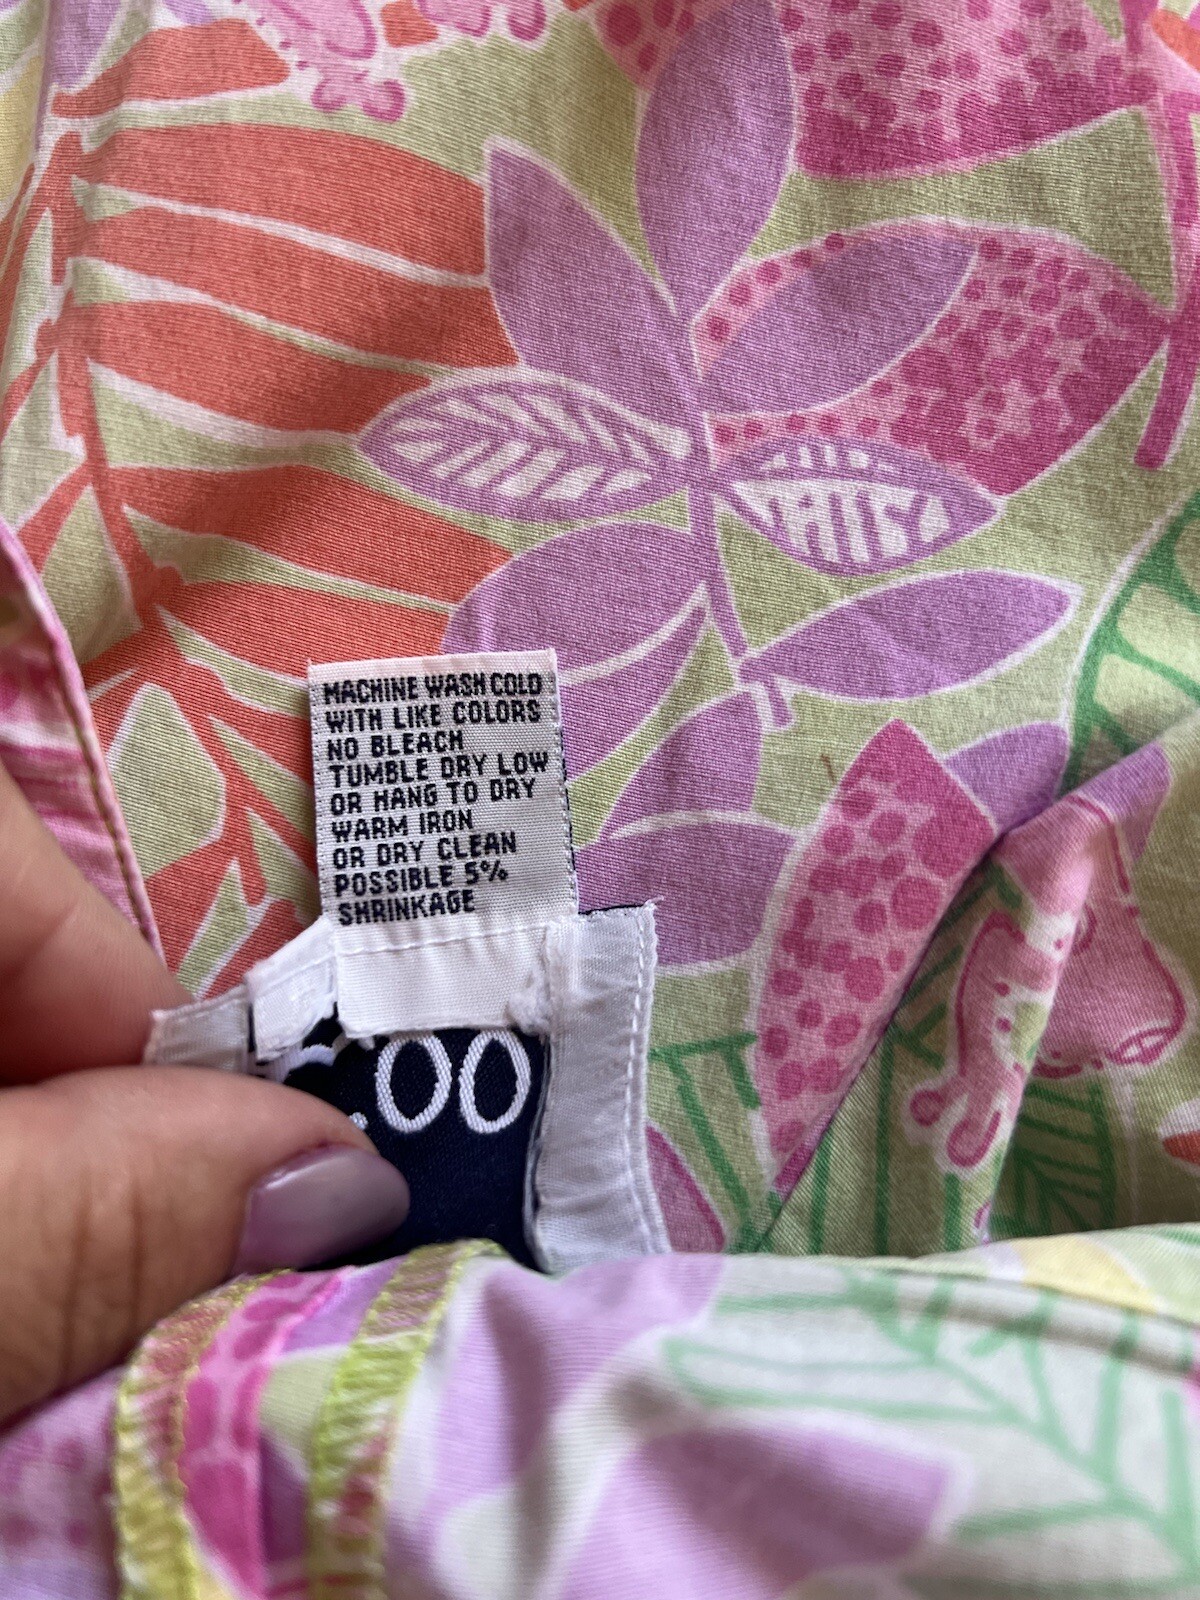 MACHINE WASH COLD
WITH LIKE COLORS
NO BLEACH
TUMBLE DRY LOW
OR HANG TO DRY
WARM IRON
OR DRY CLEAN
POSSIBLE 5%
SHRINKAGE
.00